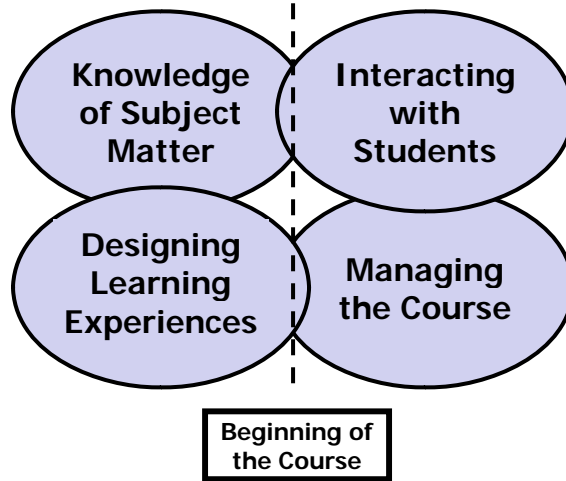 Knowledge
of Subject
Matter
Interacting
with
Students
Designing
Learning
Experiences
Managing
the Course
Beginning of
the Course